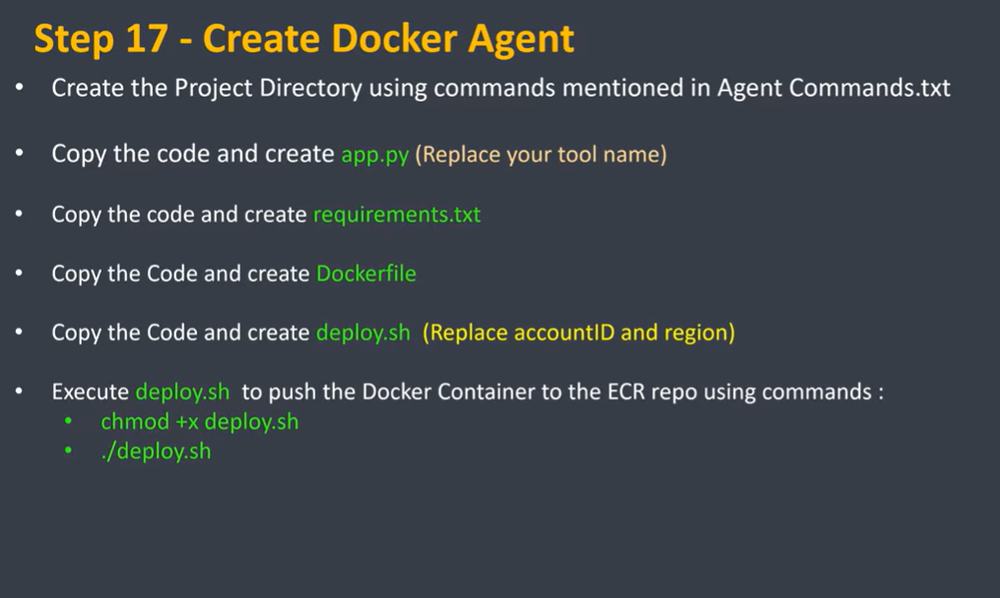 Step 17 - Create Docker Agent
• Create the Project Directory using commands mentioned in Agent Commands.txt
• Copy the code and create app.py (Replace your tool name)
• Copy the code and create requirements.txt
• Copy the Code and create Dockerfile
• Copy the Code and create deploy.sh (Replace accountID and region)
• Execute deploy.sh to push the Docker Container to the ECR repo using commands :
• chmod +x deploy.sh
• ./deploy.sh